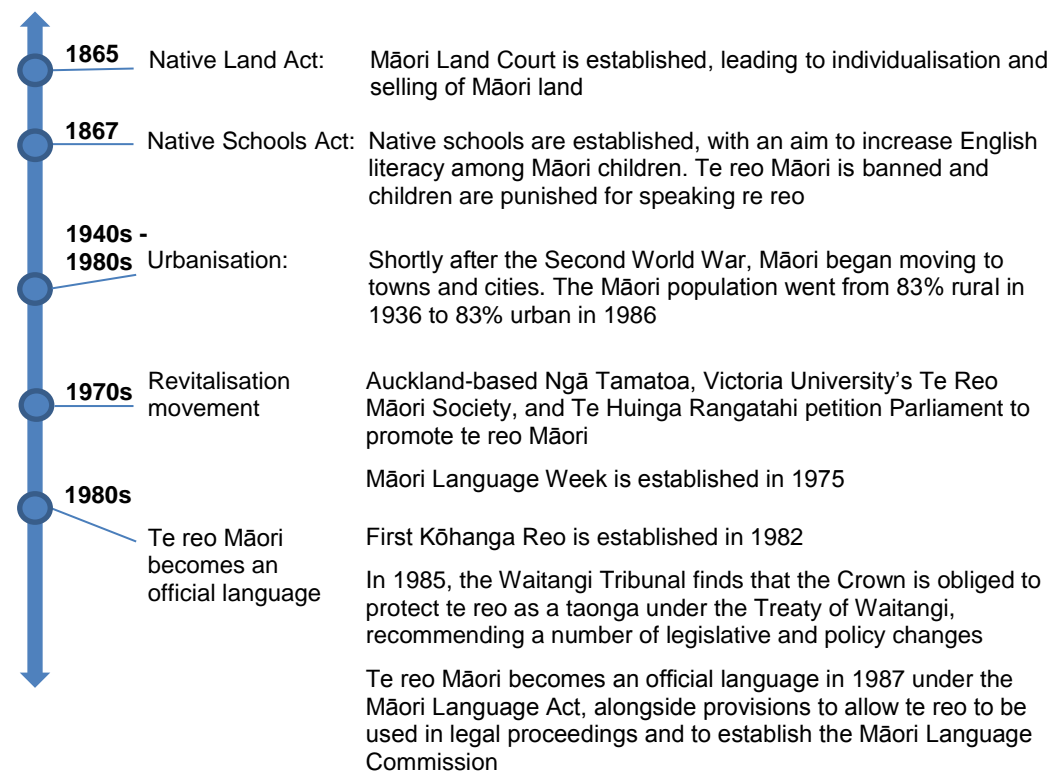 1865
Native Land Act:
Māori Land Court is established, leading to individualisation and
selling of Māori land
1867
Native Schools Act:
Native schools are established, with an aim to increase English
literacy among Māori children. Te reo Māori is banned and
children are punished for speaking re reo
1940s -
1980s
Urbanisation:
Shortly after the Second World War, Māori began moving to
towns and cities. The Māori population went from 83% rural in
1936 to 83% urban in 1986
1970s
Revitalisation
movement
Auckland-based Ngā Tamatoa, Victoria University’s Te Reo
Māori Society, and Te Huinga Rangatahi petition Parliament to
promote te reo Māori
Māori Language Week is established in 1975
1980s
Te reo Māori
becomes an
official language
First Kōhanga Reo is established in 1982
In 1985, the Waitangi Tribunal finds that the Crown is obliged to
protect te reo as a taonga under the Treaty of Waitangi,
recommending a number of legislative and policy changes
Te reo Māori becomes an official language in 1987 under the
Māori Language Act, alongside provisions to allow te reo to be
used in legal proceedings and to establish the Māori Language
Commission